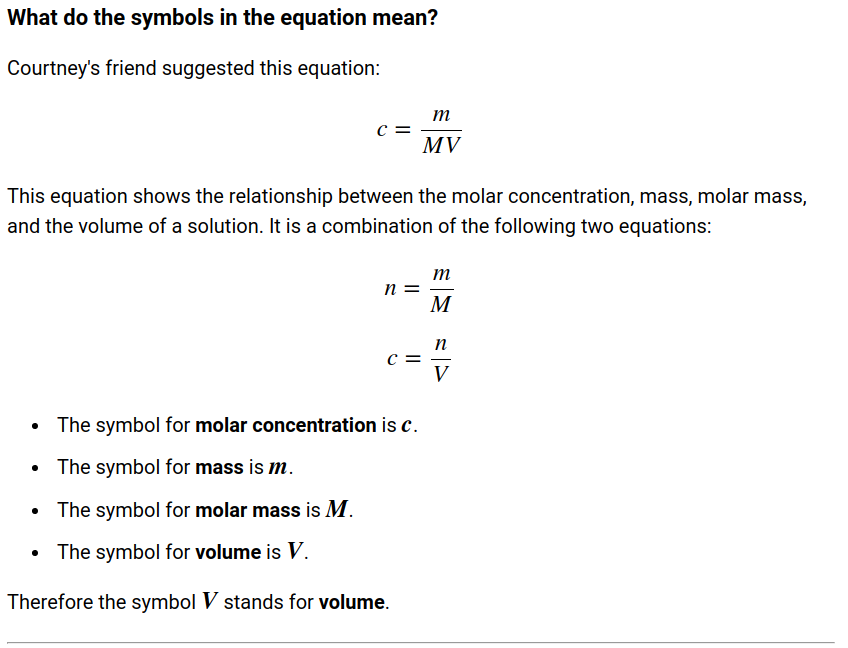 What do the symbols in the equation mean?
Courtney's friend suggested this equation:
c = m/MV
This equation shows the relationship between the molar concentration, mass, molar mass,
and the volume of a solution. It is a combination of the following two equations:
n = m/M
c = n/V
• The symbol for molar concentration is c.
• The symbol for mass is m.
• The symbol for molar mass is M.
• The symbol for volume is V.
Therefore the symbol V stands for volume.